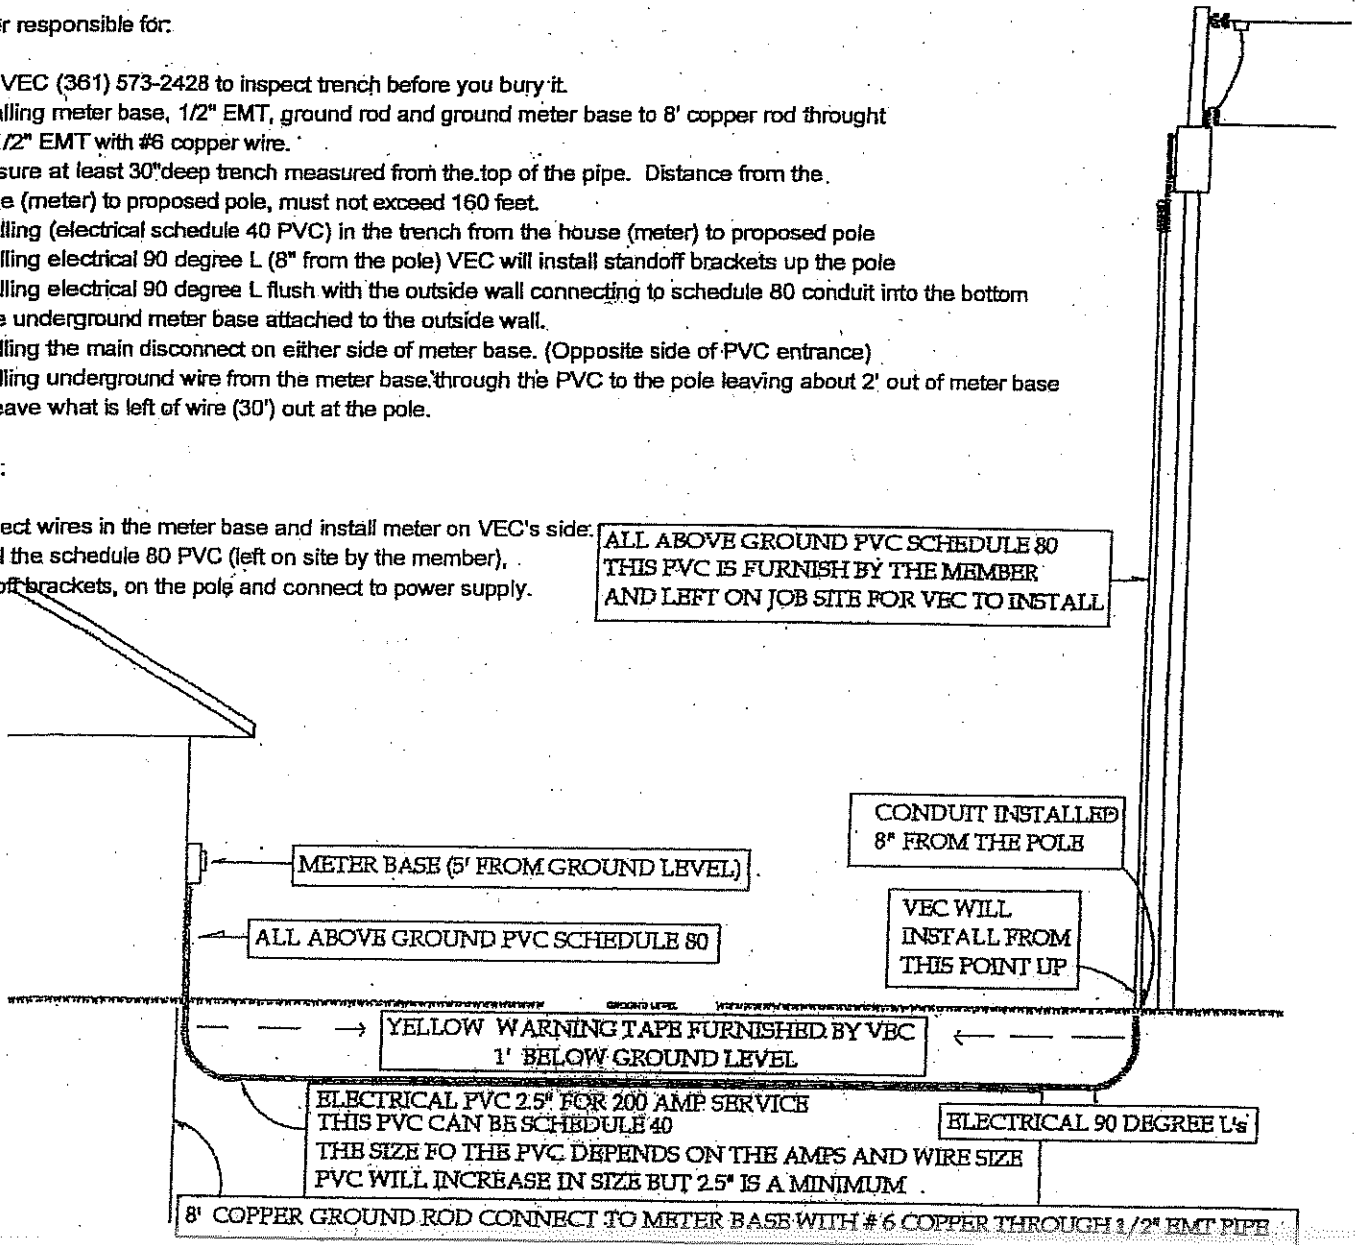 r responsible for:
VEC (361) 573-2428 to inspect trench before you bury it.
lling meter base, 1/2" EMT, ground rod and ground meter base to 8' copper rod throught
/2" EMT with #6 copper wire.
sure at least 30" deep trench measured from the top of the pipe. Distance from the
e (meter) to proposed pole, must not exceed 160 feet.
lling (electrical schedule 40 PVC) in the trench from the house (meter) to proposed pole
lling electrical 90 degree L (8" from the pole) VEC will install standoff brackets up the pole
lling electrical 90 degree L flush with the outside wall connecting to schedule 80 conduit into the bottom
e underground meter base attached to the outside wall.
lling the main disconnect on either side of meter base. (Opposite side of PVC entrance)
lling underground wire from the meter base through the PVC to the pole leaving about 2' out of meter base
eave what is left of wire (30') out at the pole.
:
ect wires in the meter base and install meter on VEC's side.
l the schedule 80 PVC (left on site by the member),
off brackets, on the pole and connect to power supply.
ALL ABOVE GROUND PVC SCHEDULE 80
THIS PVC IS FURNISH BY THE MEMBER
AND LEFT ON JOB SITE FOR VEC TO INSTALL
CONDUIT INSTALLED
8" FROM THE POLE
METER BASE (5' FROM GROUND LEVEL)
VEC WILL
INSTALL FROM
THIS POINT UP
ALL ABOVE GROUND PVC SCHEDULE 80
GROUND LEVEL
YELLOW WARNING TAPE FURNISHED BY VEC
1' BELOW GROUND LEVEL
ELECTRICAL PVC 2.5" FOR 200 AMP SERVICE
THIS PVC CAN BE SCHEDULE 40
THE SIZE FO THE PVC DEPENDS ON THE AMPS AND WIRE SIZE
PVC WILL INCREASE IN SIZE BUT 2.5" IS A MINIMUM
ELECTRICAL 90 DEGREE L's
8' COPPER GROUND ROD CONNECT TO METER BASE WITH #6 COPPER THROUGH 1/2" EMT PIPE